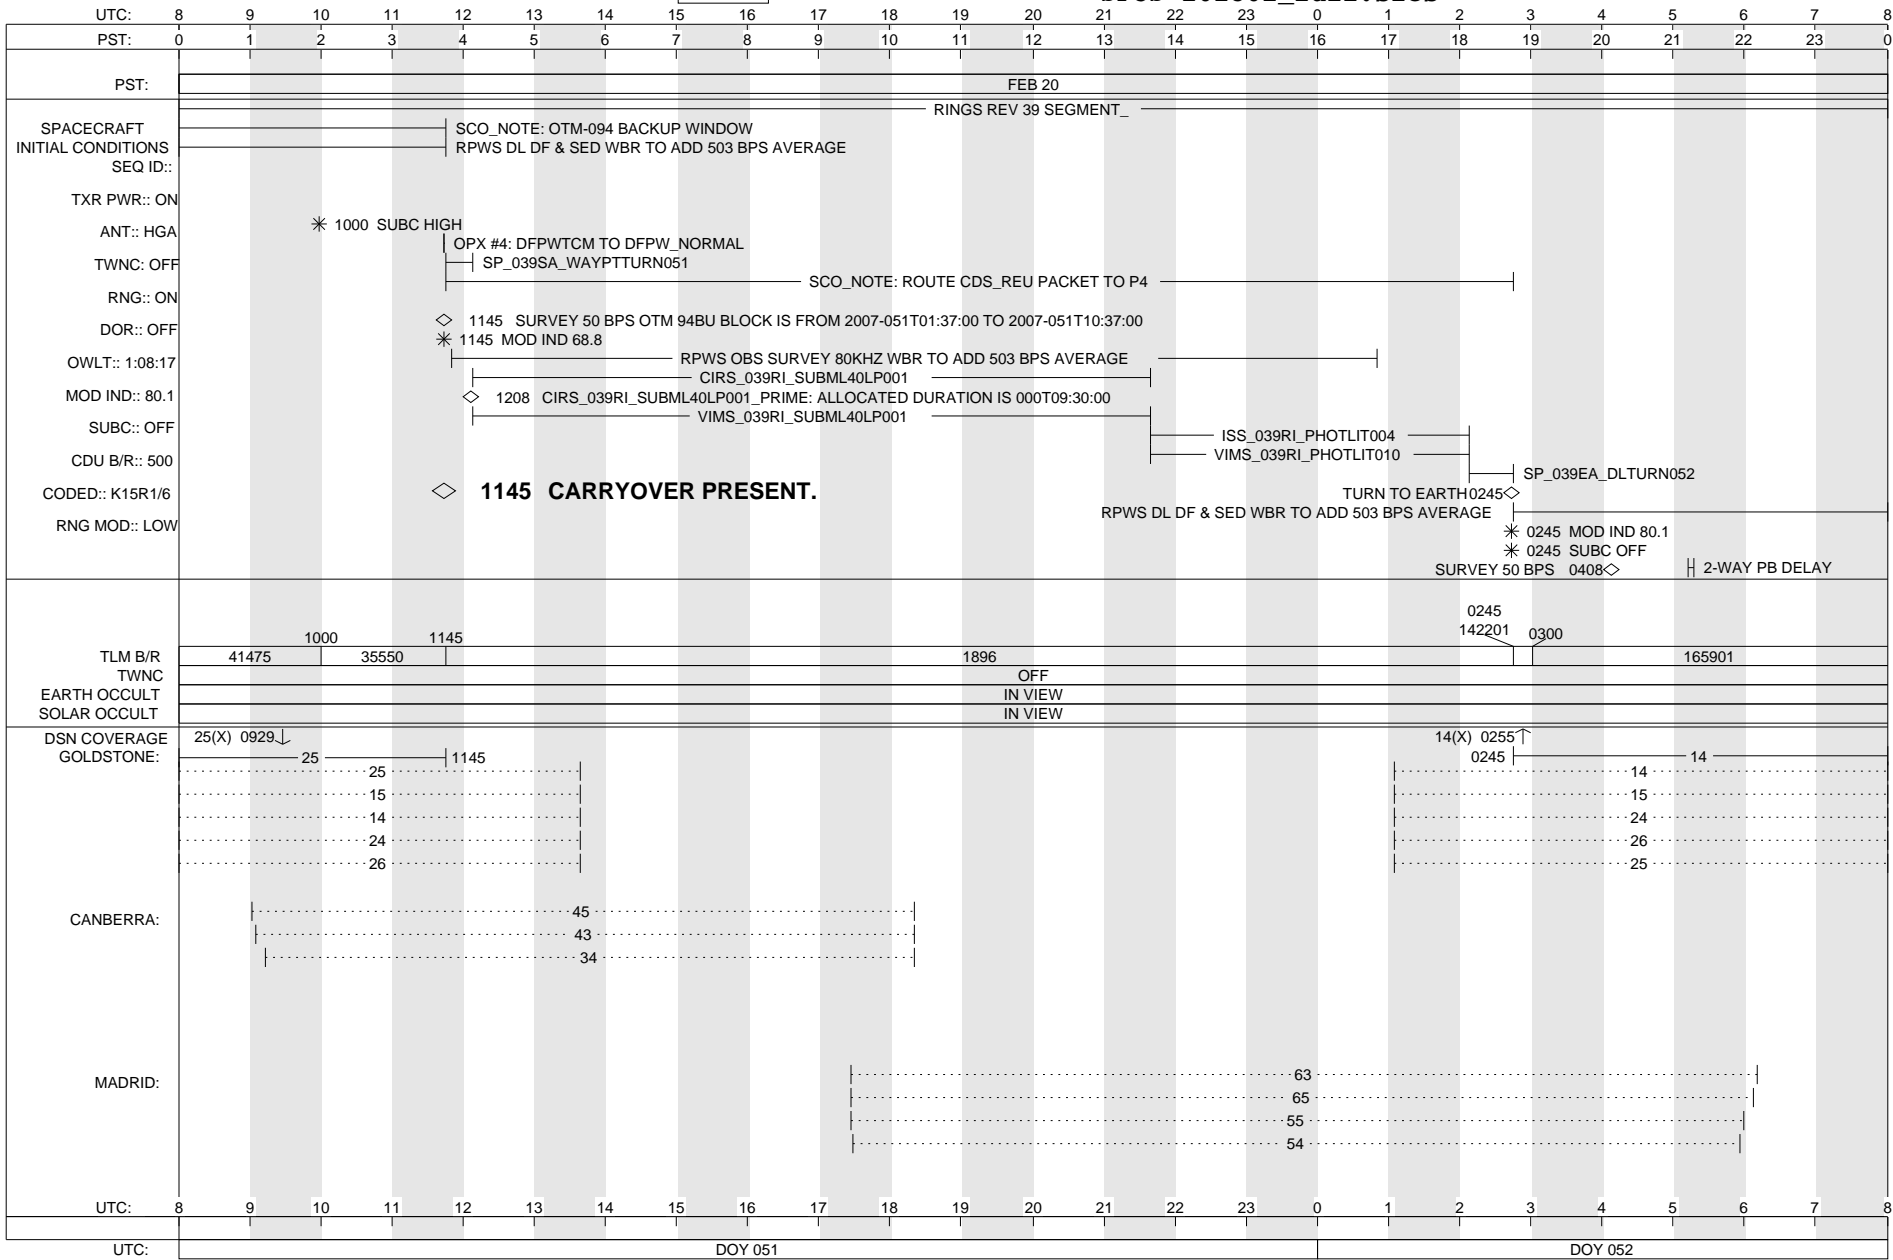 UTC: 8 9 10 11 12 13 14 15 16 17 18 19 20 21 22 23 0 1 2 3 4 5 6 7 8
PST: 0 1 2 3 4 5 6 7 8 9 10 11 12 13 14 15 16 17 18 19 20 21 22 23 0
PST: FEB 20
RINGS REV 39 SEGMENT_
SPACECRAFT
INITIAL CONDITIONS
SCO_NOTE: OTM-094 BACKUP WINDOW
RPWS DL DF & SED WBR TO ADD 503 BPS AVERAGE
SEQ ID::
TXR PWR:: ON
1000 SUBC HIGH
ANT:: HGA
OPX #4: DFPWTCM TO DFPW_NORMAL
TWNC: OFF
SP_039SA_WAYPTTURN051
SCO_NOTE: ROUTE CDS_REU PACKET TO P4
RNG:: ON
1145 SURVEY 50 BPS OTM 94BU BLOCK IS FROM 2007-051T01:37:00 TO 2007-051T10:37:00
DOR:: OFF
1145 MOD IND 68.8
OWLT:: 1:08:17
RPWS OBS SURVEY 80KHZ WBR TO ADD 503 BPS AVERAGE
CIRS_039RI_SUBML40LP001
MOD IND:: 80.1
1208 CIRS_039RI_SUBML40LP001_PRIME: ALLOCATED DURATION IS 000T09:30:00
VIMS_039RI_SUBML40LP001
SUBC:: OFF
ISS_039RI_PHOTLIT004
VIMS_039RI_PHOTLIT010
CDU B/R:: 500
SP_039EA_DLTURN052
CODED:: K15R1/6
1145 CARRYOVER PRESENT.
TURN TO EARTH 0245
RPWS DL DF & SED WBR TO ADD 503 BPS AVERAGE
RNG MOD:: LOW
0245 MOD IND 80.1
0245 SUBC OFF
SURVEY 50 BPS 0408
2-WAY PB DELAY
0245
1000 1145 142201 0300
TLM B/R 41475 35550 1896 165901
TWNC OFF
EARTH OCCULT IN VIEW
SOLAR OCCULT IN VIEW
DSN COVERAGE 25(X) 0929 14(X) 0255
GOLDSTONE: 25 1145 0245 14
25 14
15 15
14 24
24 26
26 25
CANBERRA:
45
43
34
MADRID:
63
65
55
54
UTC: 8 9 10 11 12 13 14 15 16 17 18 19 20 21 22 23 0 1 2 3 4 5 6 7 8
UTC: DOY 051 DOY 052